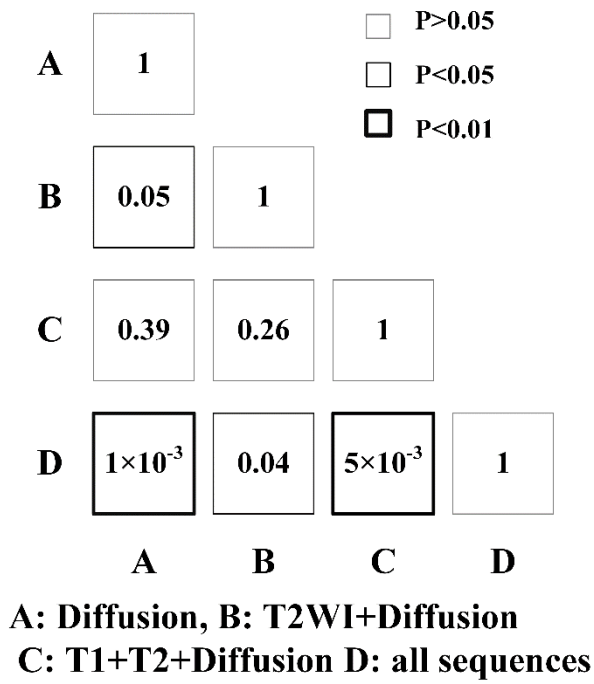 P>0.05
A 1
P<0.05
P<0.01
B 0.05 1
C 0.39 0.26 1
D 1×10⁻³ 0.04 5×10⁻³ 1
A B C D
A: Diffusion, B: T2WI+Diffusion
C: T1+T2+Diffusion D: all sequences